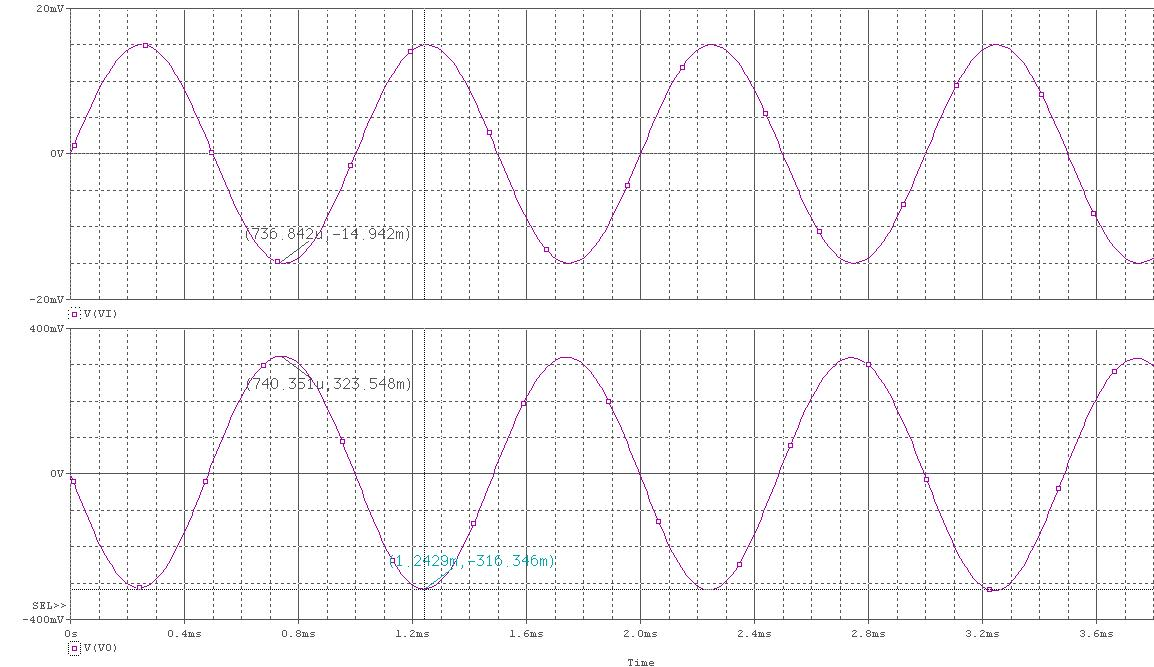 20mV
0V
(736.842u,-14.942m)
-20mV
V(VI)
400mV
(740.351u,323.548m)
0V
(1.2429m,-316.346m)
SEL>>
-400mV
0s 0.4ms 0.8ms 1.2ms 1.6ms 2.0ms 2.4ms 2.8ms 3.2ms 3.6ms
V(VO)
Time